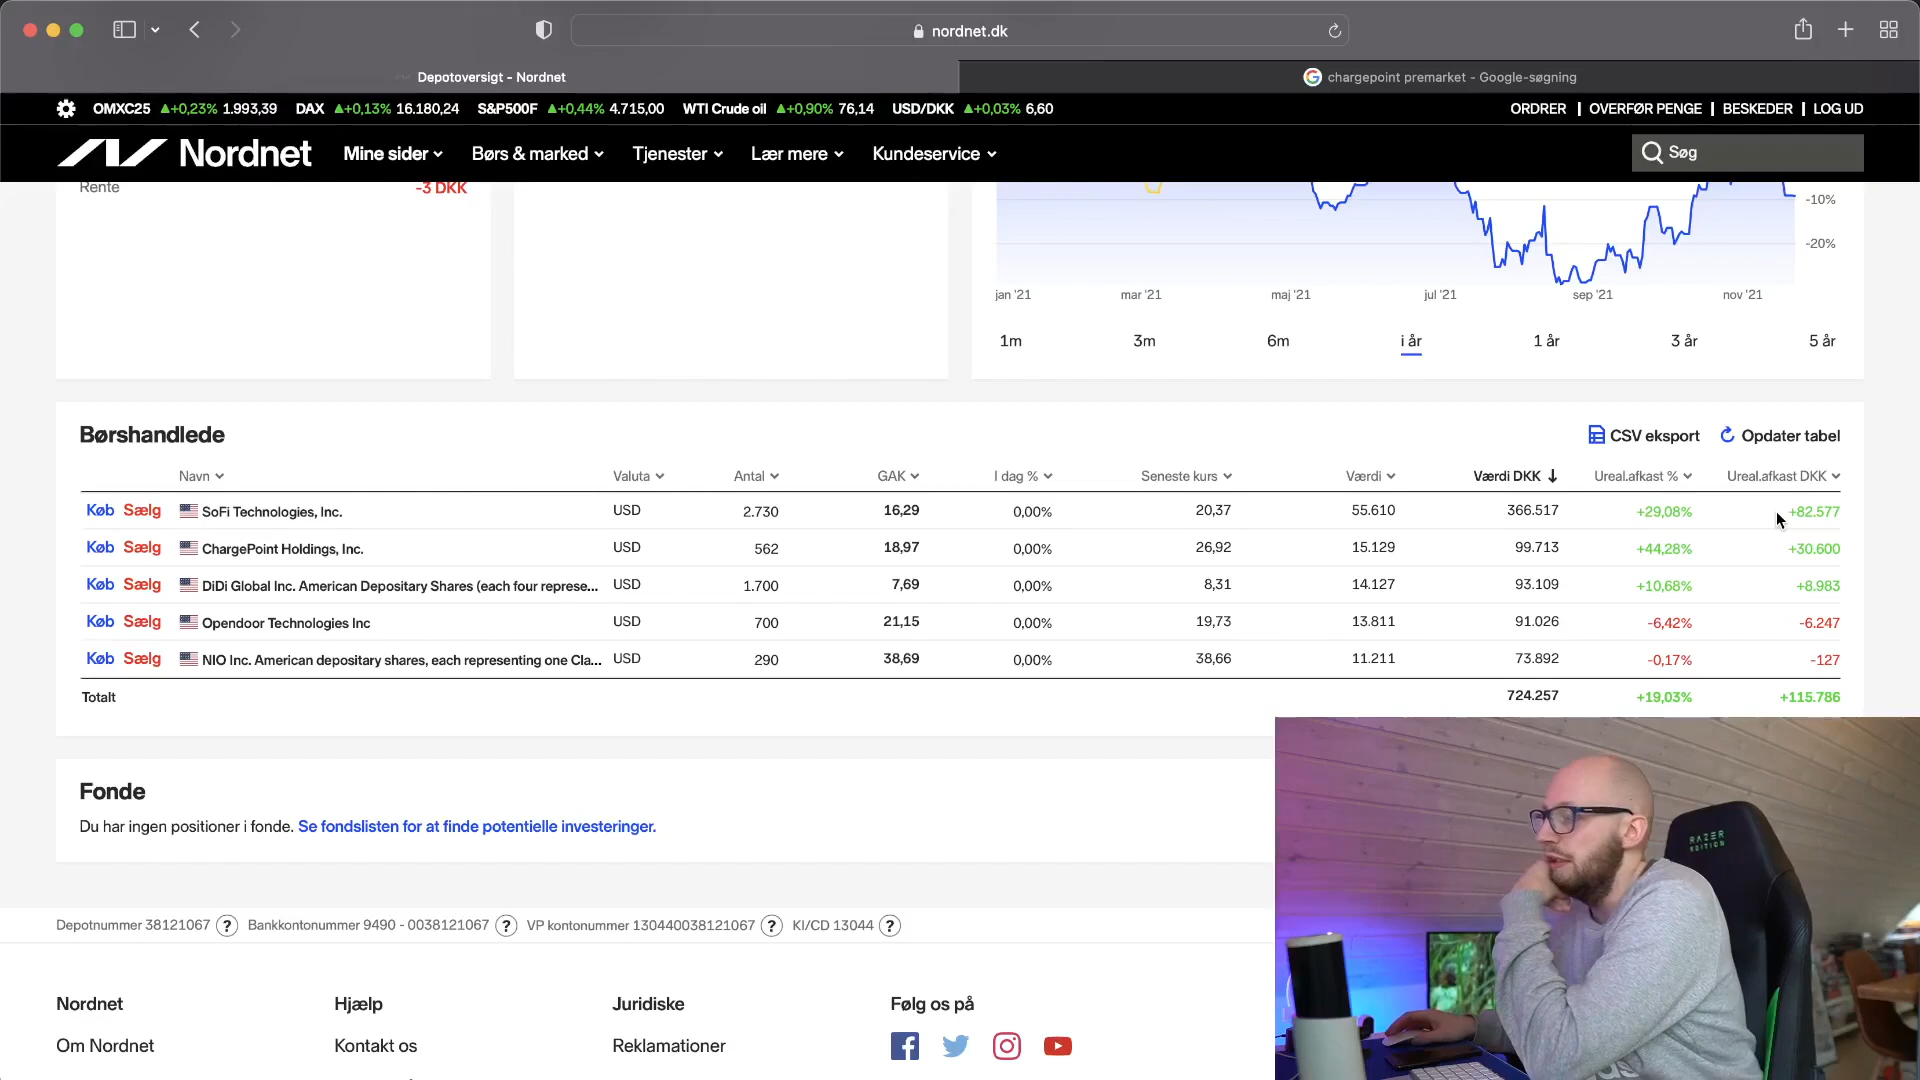 nordnet.dk
Depotoversigt - Nordnet
chargepoint premarket - Google-søgning
OMXC25 +0,23% 1.993,39 DAX +0,13% 16.180,24 S&P500F +0,44% 4.715,00 WTI Crude oil +0,90% 76,14 USD/DKK +0,03% 6,60
ORDRER | OVERFØR PENGE | BESKEDER | LOG UD
Nordnet Mine sider Børs & marked Tjenester Lær mere Kundeservice Søg
Rente -3 DKK
-10%
-20%
jan '21 mar '21 maj '21 jul '21 sep '21 nov '21
1m 3m 6m i år 1 år 3 år 5 år
Børshandlede CSV eksport Opdater tabel
Navn Valuta Antal GAK I dag % Seneste kurs Værdi Værdi DKK Ureal.afkast % Ureal.afkast DKK
Køb Sælg SoFi Technologies, Inc. USD 2.730 16,29 0,00% 20,37 55.610 366.517 +29,08% +82.577
Køb Sælg ChargePoint Holdings, Inc. USD 562 18,97 0,00% 26,92 15.129 99.713 +44,28% +30.600
Køb Sælg DiDi Global Inc. American Depositary Shares (each four represe... USD 1.700 7,69 0,00% 8,31 14.127 93.109 +10,68% +8.983
Køb Sælg Opendoor Technologies Inc USD 700 21,15 0,00% 19,73 13.811 91.026 -6,42% -6.247
Køb Sælg NIO Inc. American depositary shares, each representing one Cla... USD 290 38,69 0,00% 38,66 11.211 73.892 -0,17% -127
Totalt 724.257 +19,03% +115.786
Fonde
Du har ingen positioner i fonde. Se fondslisten for at finde potentielle investeringer.
RAZER
EDITION
Depotnummer 38121067 ? Bankkontonummer 9490 - 0038121067 ? VP kontonummer 130440038121067 ? KI/CD 13044 ?
Nordnet Hjælp Juridiske Følg os på
Om Nordnet Kontakt os Reklamationer